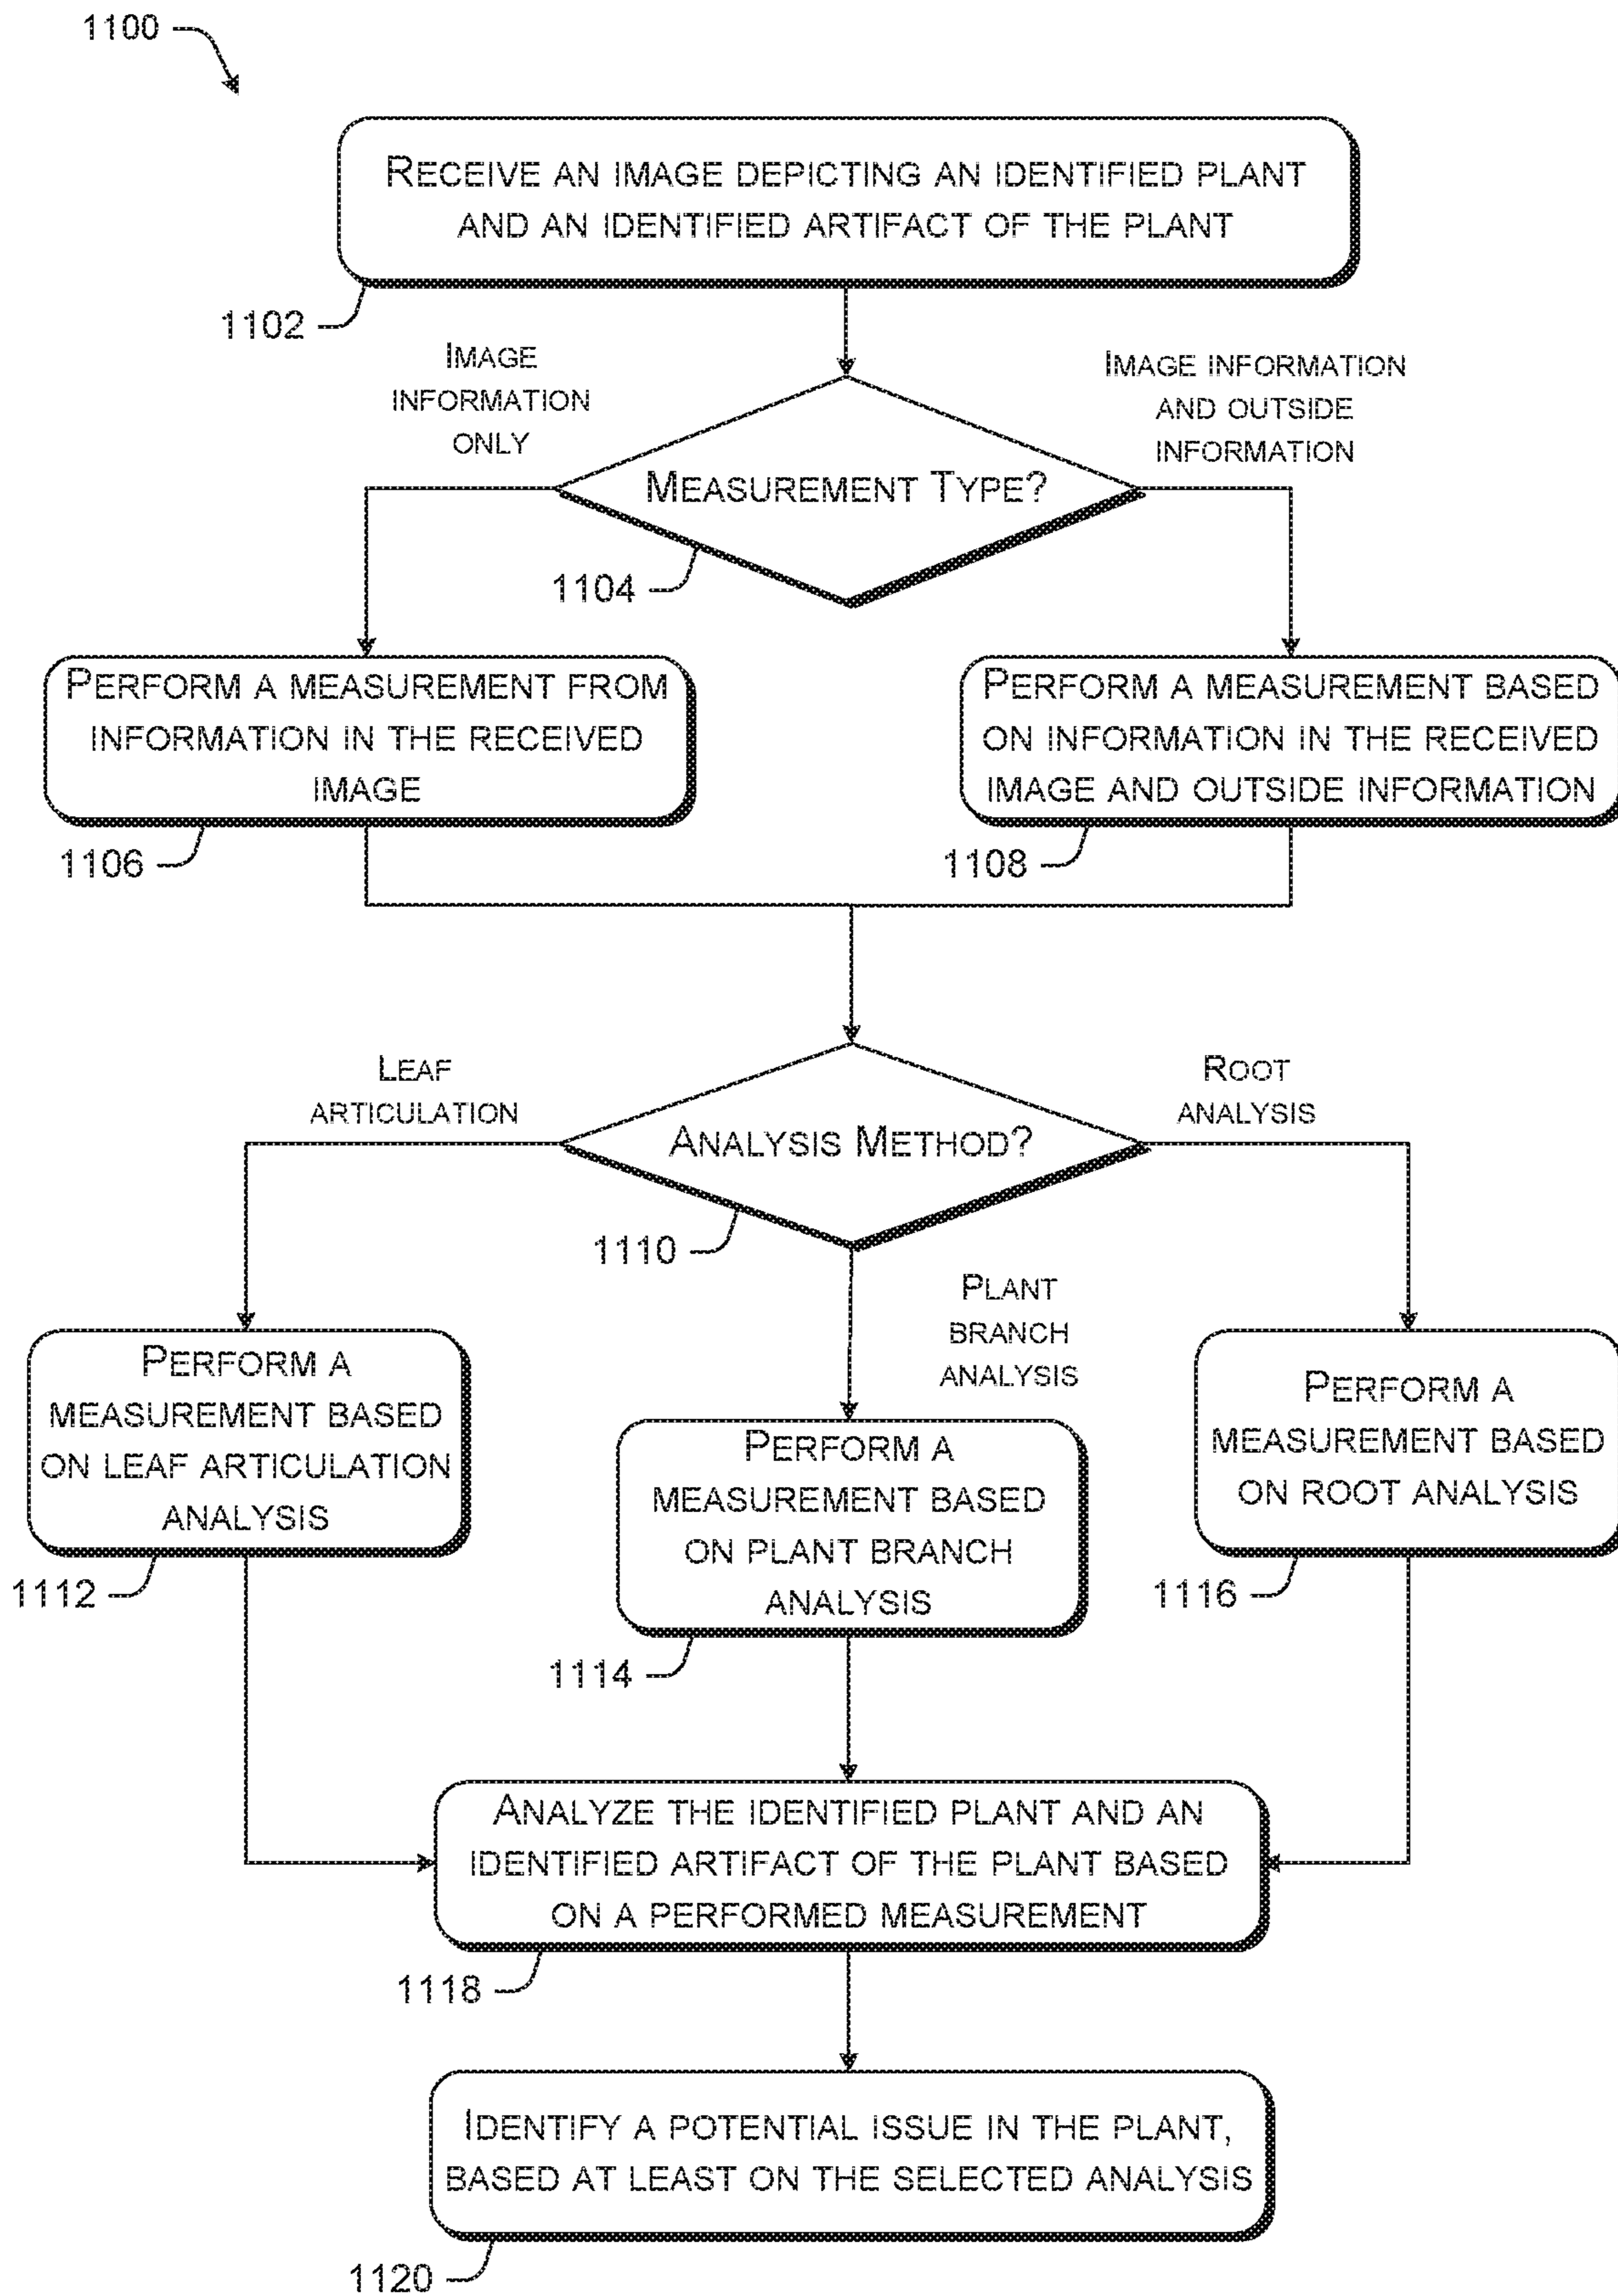 1100
RECEIVE AN IMAGE DEPICTING AN IDENTIFIED PLANT
AND AN IDENTIFIED ARTIFACT OF THE PLANT
1102
IMAGE
INFORMATION
ONLY
IMAGE INFORMATION
AND OUTSIDE
INFORMATION
MEASUREMENT TYPE?
1104
PERFORM A MEASUREMENT FROM
INFORMATION IN THE RECEIVED
IMAGE
1106
PERFORM A MEASUREMENT BASED
ON INFORMATION IN THE RECEIVED
IMAGE AND OUTSIDE INFORMATION
1108
LEAF
ARTICULATION
ANALYSIS METHOD?
ROOT
ANALYSIS
1110
PLANT
BRANCH
ANALYSIS
PERFORM A
MEASUREMENT BASED
ON LEAF ARTICULATION
ANALYSIS
1112
PERFORM A
MEASUREMENT BASED
ON PLANT BRANCH
ANALYSIS
1114
PERFORM A
MEASUREMENT BASED
ON ROOT ANALYSIS
1116
ANALYZE THE IDENTIFIED PLANT AND AN
IDENTIFIED ARTIFACT OF THE PLANT BASED
ON A PERFORMED MEASUREMENT
1118
IDENTIFY A POTENTIAL ISSUE IN THE PLANT,
BASED AT LEAST ON THE SELECTED ANALYSIS
1120